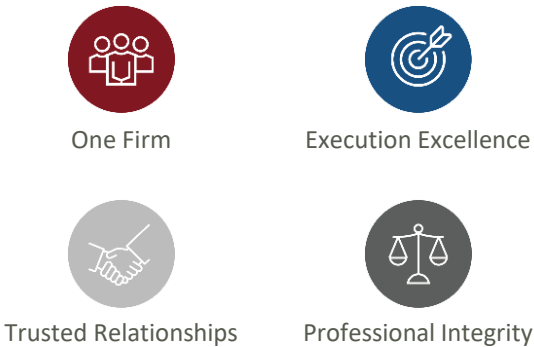 One Firm
Execution Excellence
Trusted Relationships
Professional Integrity